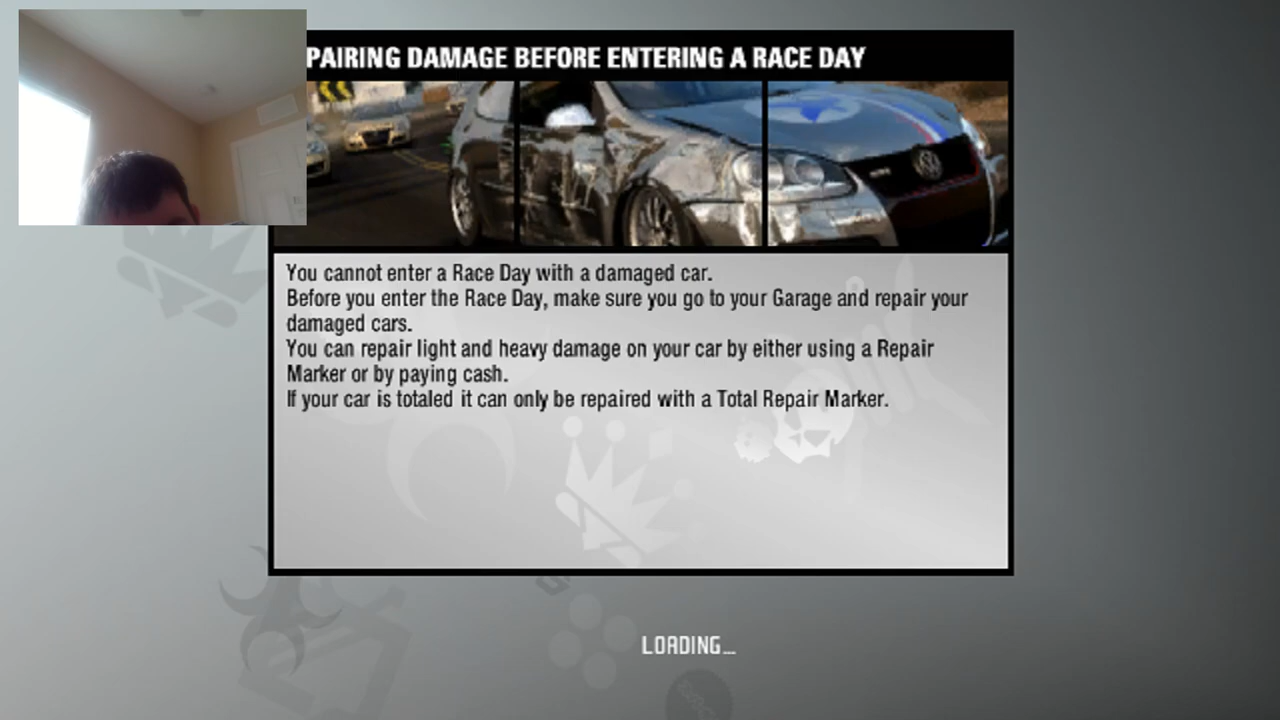 PAIRING DAMAGE BEFORE ENTERING A RACE DAY
You cannot enter a Race Day with a damaged car.
Before you enter the Race Day, make sure you go to your Garage and repair your
damaged cars.
You can repair light and heavy damage on your car by either using a Repair
Marker or by paying cash.
If your car is totaled it can only be repaired with a Total Repair Marker.
LOADING...